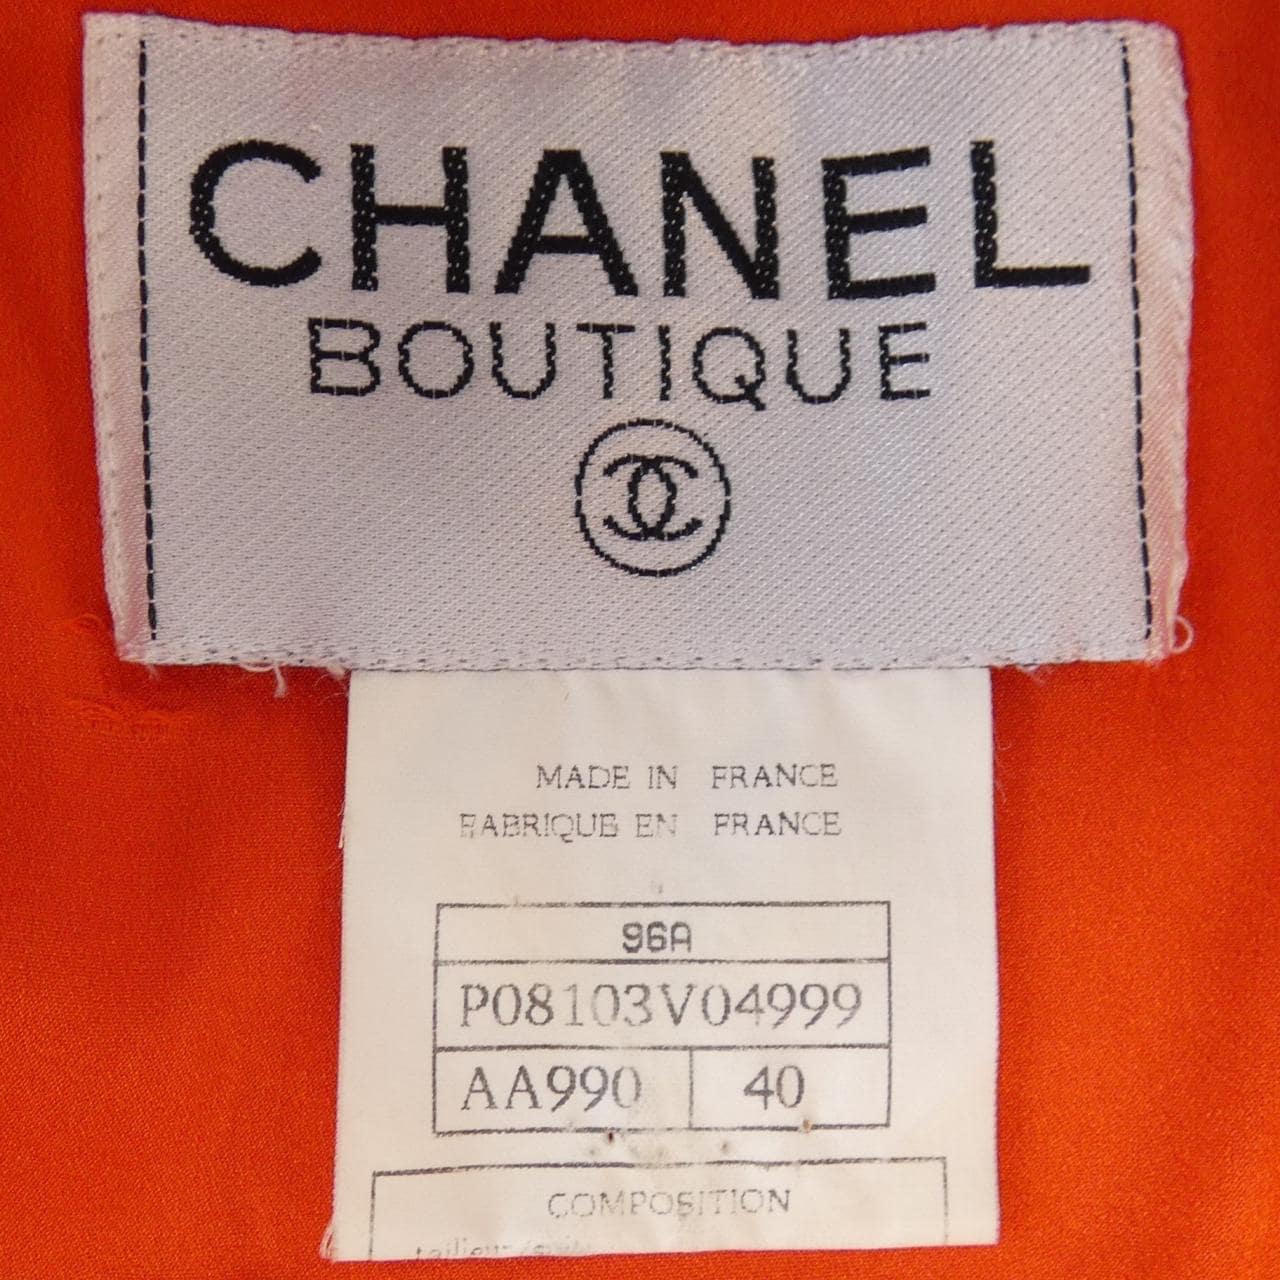 CHANEL
BOUTIQUE
MADE IN FRANCE
FABRIQUE EN FRANCE
96A
P08103V04999
AA990 40
COMPOSITION